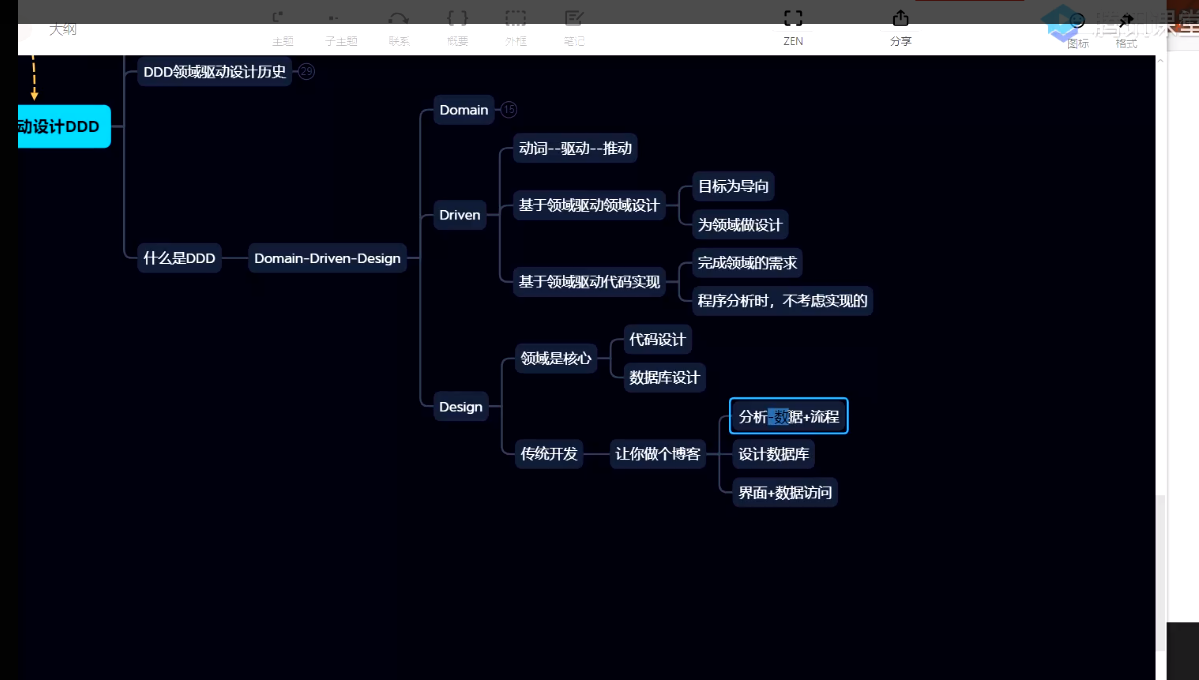 大纲
主题
子主题
联系
概要
外框
笔记
ZEN
分享
图标
格式
腾讯课堂
DDD领域驱动设计历史
29
动设计DDD
什么是DDD
Domain-Driven-Design
Domain
15
Driven
动词--驱动--推动
基于领域驱动领域设计
目标为导向
为领域做设计
基于领域驱动代码实现
完成领域的需求
程序分析时，不考虑实现的
Design
领域是核心
代码设计
数据库设计
传统开发
让你做个博客
分析-数据+流程
设计数据库
界面+数据访问